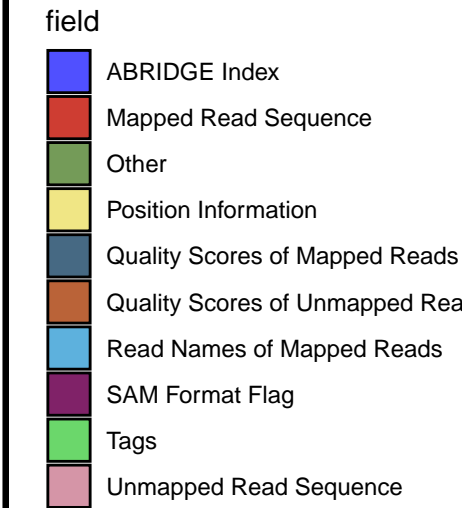 field
ABRIDGE Index
Mapped Read Sequence
Other
Position Information
Quality Scores of Mapped Reads
Quality Scores of Unmapped Rea
Read Names of Mapped Reads
SAM Format Flag
Tags
Unmapped Read Sequence